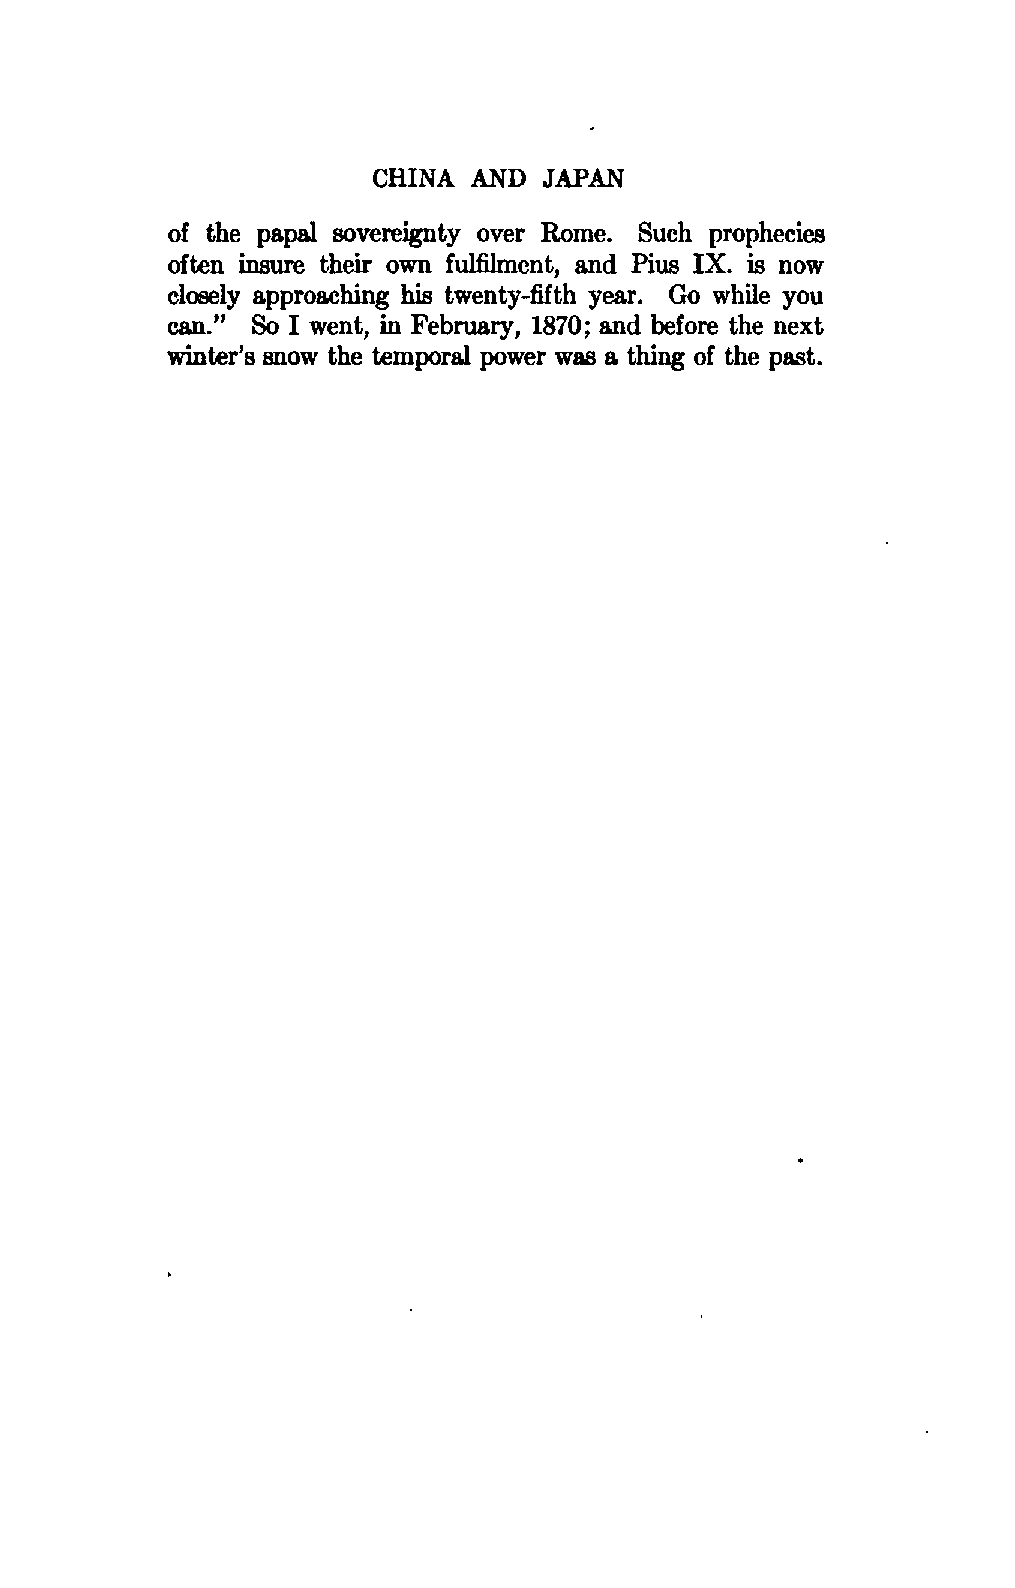 CHINA AND JAPAN
of the papal sovereignty over Rome. Such prophecies
often insure their own fulfilment, and Pius IX. is now
closely approaching his twenty-fifth year. Go while you
can." So I went, in February, 1870; and before the next
winter's snow the temporal power was a thing of the past.